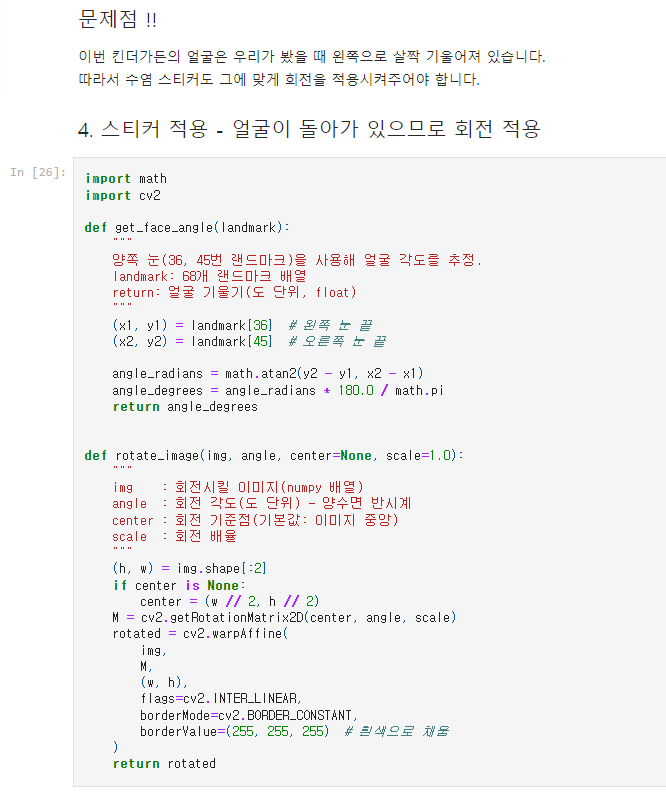 문제점 !!
이번 킨더가든의 얼굴은 우리가 봤을 때 왼쪽으로 살짝 기울어져 있습니다.
따라서 수염 스티커도 그에 맞게 회전을 적용시켜주어야 합니다.
4. 스티커 적용 - 얼굴이 돌아가 있으므로 회전 적용
In [26]:
import math
import cv2
def get_face_angle(landmark):
"""
양쪽 눈(36, 45번 랜드마크)을 사용해 얼굴 각도를 추정.
landmark: 68개 랜드마크 배열
return: 얼굴 기울기(도 단위, float)
"""
(x1, y1) = landmark[36]  # 왼쪽 눈 끝
(x2, y2) = landmark[45]  # 오른쪽 눈 끝
angle_radians = math.atan2(y2 - y1, x2 - x1)
angle_degrees = angle_radians * 180.0 / math.pi
return angle_degrees
def rotate_image(img, angle, center=None, scale=1.0):
"""
img    : 회전시킬 이미지(numpy 배열)
angle  : 회전 각도(도 단위) - 양수면 반시계
center : 회전 기준점(기본값: 이미지 중앙)
scale  : 회전 배율
"""
(h, w) = img.shape[:2]
if center is None:
center = (w // 2, h // 2)
M = cv2.getRotationMatrix2D(center, angle, scale)
rotated = cv2.warpAffine(
img,
M,
(w, h),
flags=cv2.INTER_LINEAR,
borderMode=cv2.BORDER_CONSTANT,
borderValue=(255, 255, 255)  # 흰색으로 채움
)
return rotated